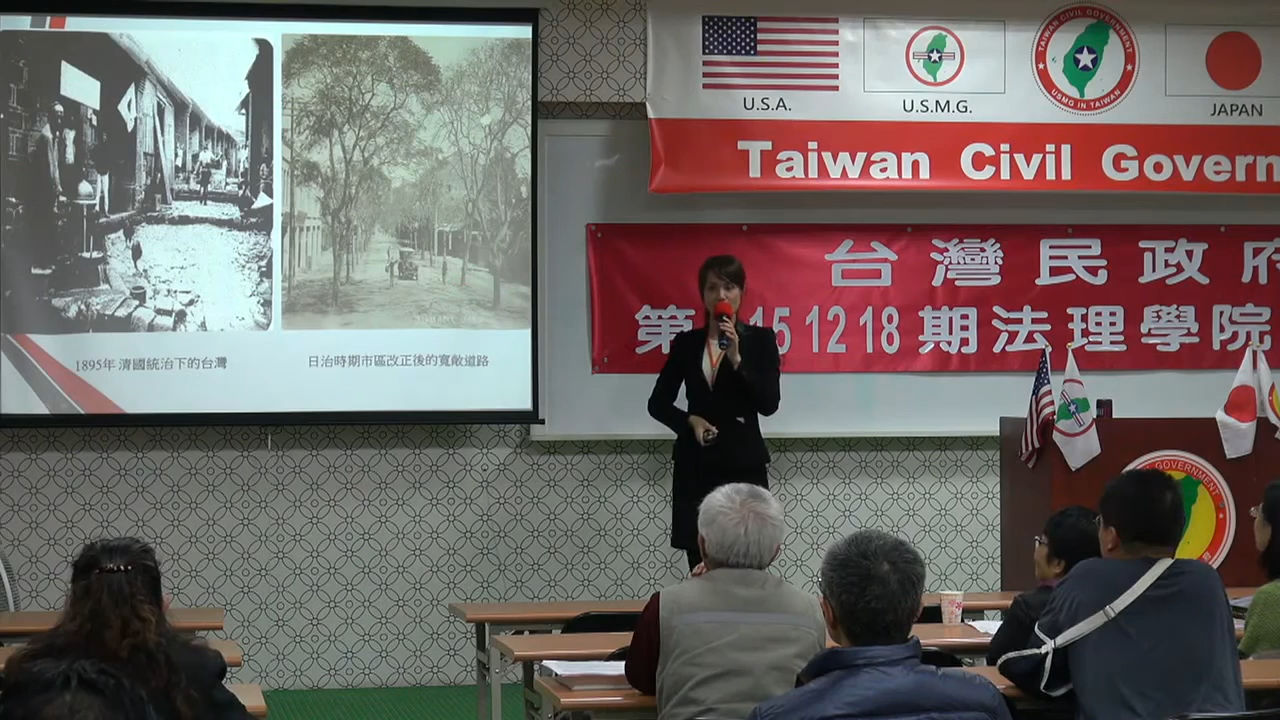 1895年 清國統治下的台灣
日治時期市區改正後的寬敞道路
U.S.A.
U.S.M.G.
TAIWAN CIVIL GOVERNMENT
USMG IN TAIWAN
JAPAN
Taiwan Civil Govern
台灣民政府
第 15 12 18 期法理學院
GOVERNMENT